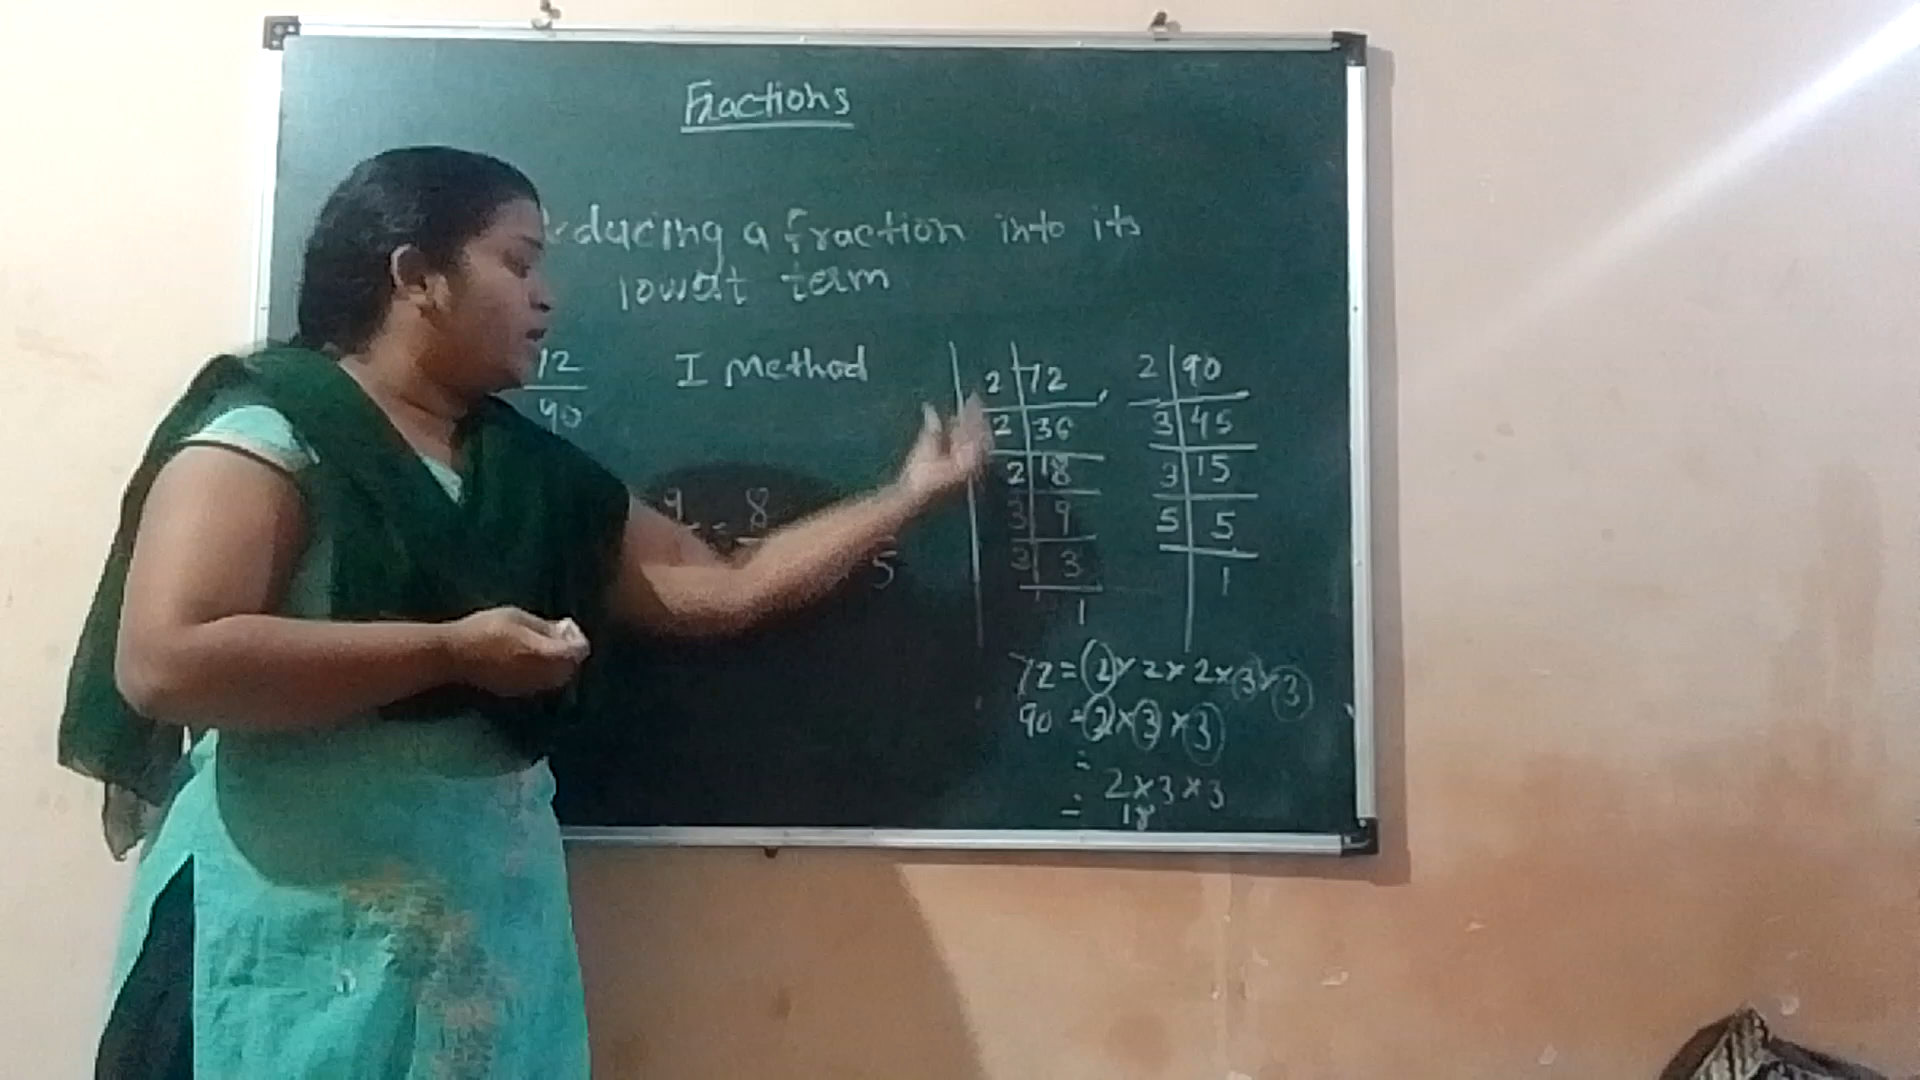 Fractions
educing a fraction into its
lowest term
72
90
I Method
2 | 72 ,
2 | 36
2 | 18
3 | 9
3 | 3
1
2 | 90
3 | 45
3 | 15
5 | 5
1
= 8
5
72 = 2 × 2 × 2 × 3 × 3
90 = 2 × 3 × 3
= 2 × 3 × 3
= 18